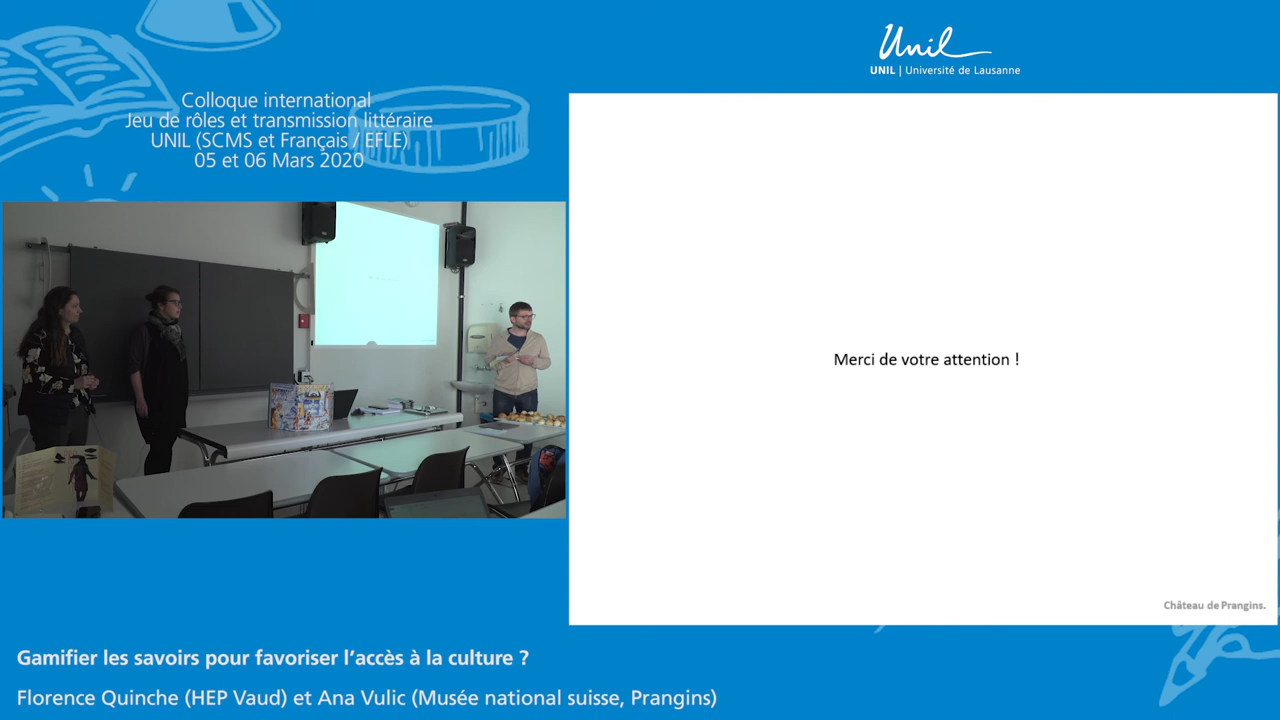 Unil
UNIL | Université de Lausanne
Colloque international
Jeu de rôles et transmission littéraire
UNIL (SCMS et Français / EFLE)
05 et 06 Mars 2020
Merci de votre attention !
Château de Prangins.
Gamifier les savoirs pour favoriser l'accès à la culture ?
Florence Quinche (HEP Vaud) et Ana Vulic (Musée national suisse, Prangins)